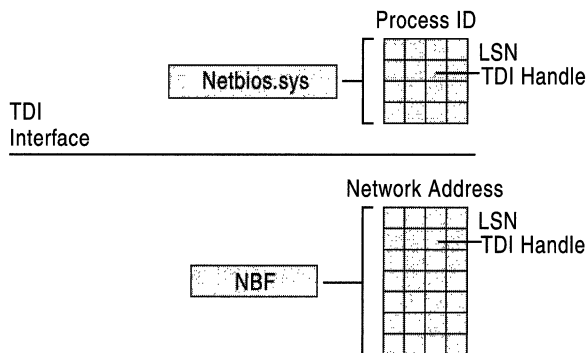 Process ID
LSN
Netbios.sys
TDI Handle
TDI
Interface
Network Address
LSN
TDI Handle
NBF